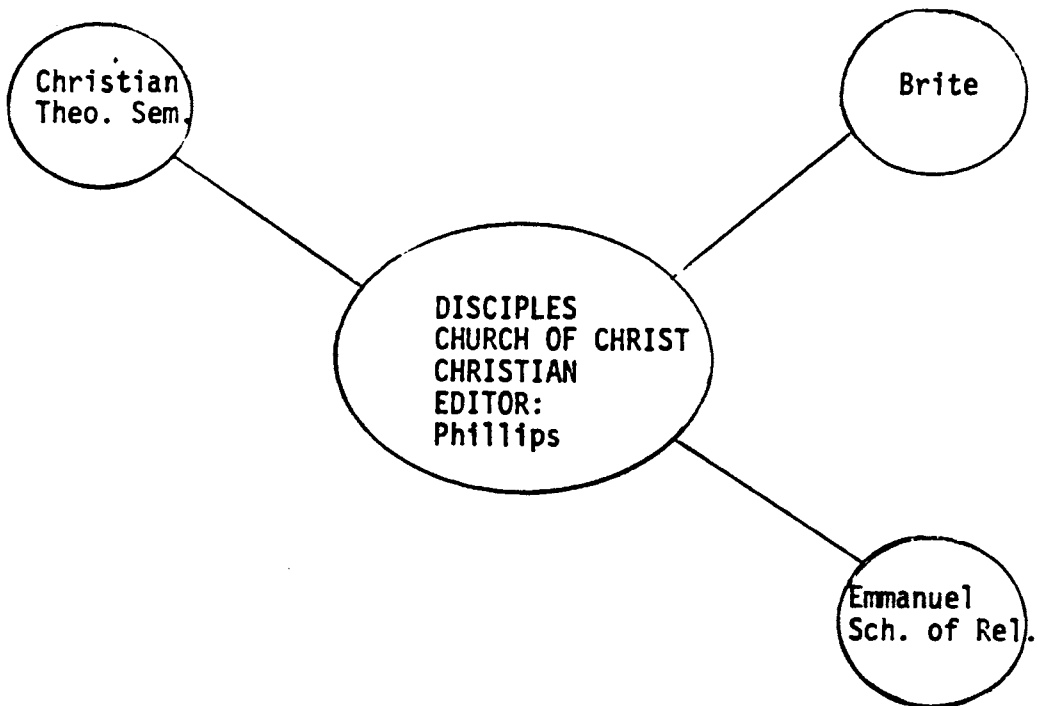 Christian
Theo. Sem.
Brite
DISCIPLES
CHURCH OF CHRIST
CHRISTIAN
EDITOR:
Phillips
Emmanuel
Sch. of Rel.